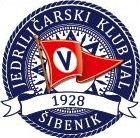 JEDRILIČARSKI KLUB VAL
V
1928
ŠIBENIK